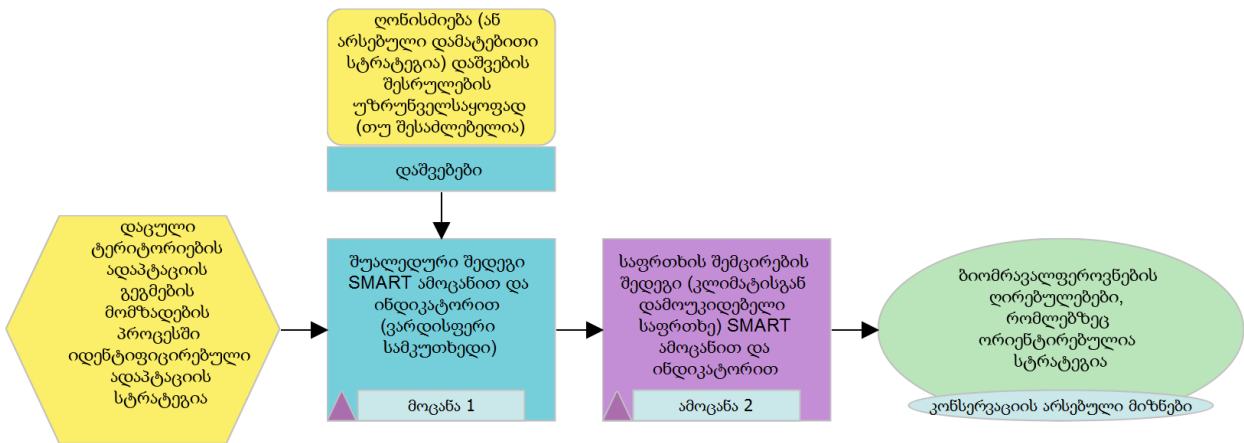 ღონისძიება (ან
არსებული დამატებითი
სტრატეგია) დაშვების
შესრულების
უზრუნველსაყოფად
(თუ შესაძლებელია)
დაშვებები
დაცული
ტერიტორიების
ადაპტაციის
გეგმების
მომზადების
პროცესში
იდენტიფიცირებული
ადაპტაციის
სტრატეგია
შუალედური შედეგი
SMART ამოცანით და
ინდიკატორით
(ვარდისფერი
სამკუთხედი)
მოცანა 1
საფრთხის შემცირების
შედეგი (კლიმატისგან
დამოუკიდებელი
საფრთხე) SMART
ამოცანით და
ინდიკატორით
ამოცანა 2
ბიომრავალფეროვნების
ღირებულებები,
რომლებზეც
ორიენტირებულია
სტრატეგია
კონსერვაციის არსებული მიზნები